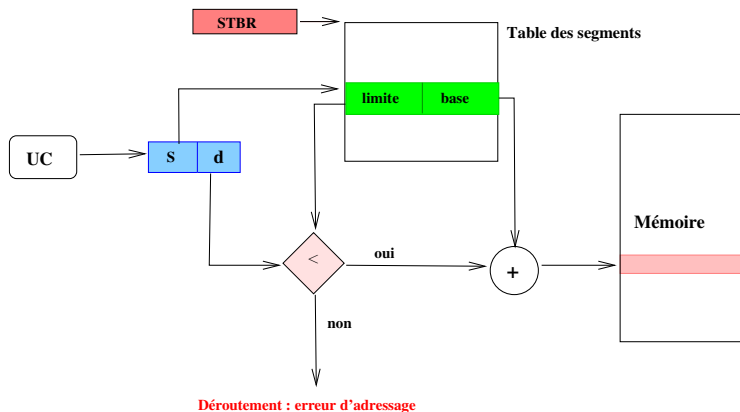 STBR
Table des segments
limite
base
UC
S
d
Mémoire
<
oui
+
non
Déroutement : erreur d'adressage